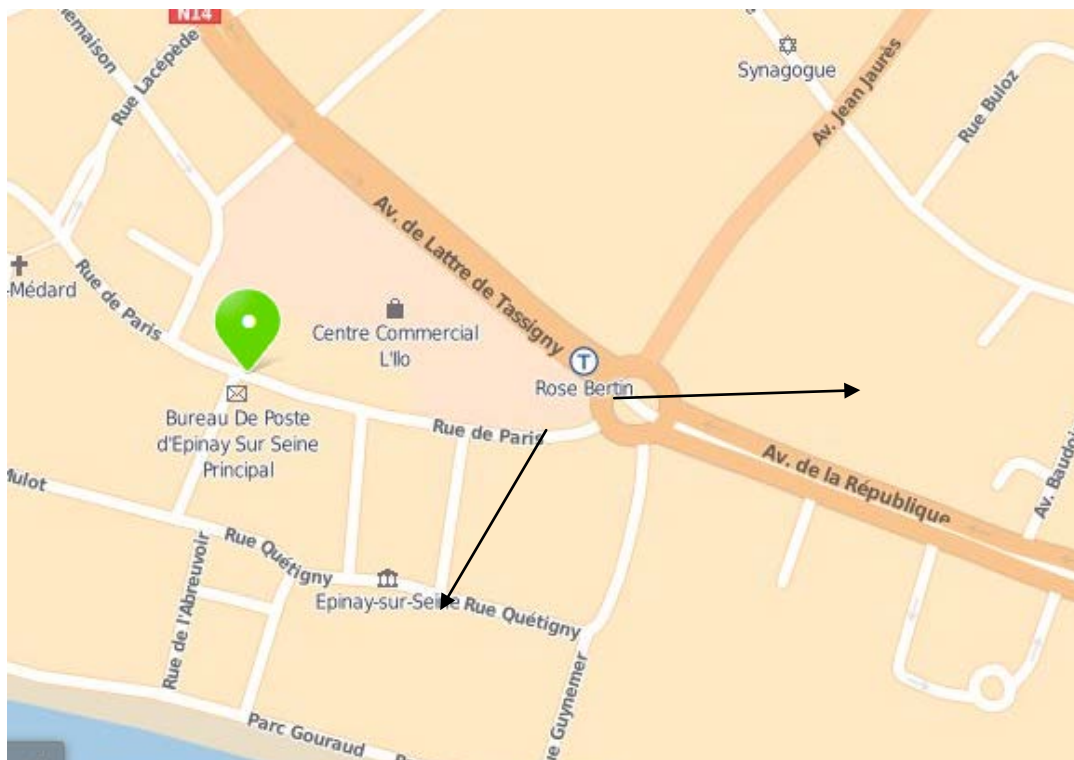 N14
Rue Lacépède
Synagogue
Av. Jean Jaurès
Rue Buloz
Av. de Lattre de Tassigny
-Médard
Rue de Paris
Centre Commercial
L'Ilo
T
Rose Bertin
Bureau De Poste
d'Epinay Sur Seine
Principal
Rue de Paris
Av. de la République
Rue Quétigny
Epinay-sur-Seine
Rue Quétigny
Rue de l'Abreuvoir
Parc Gouraud